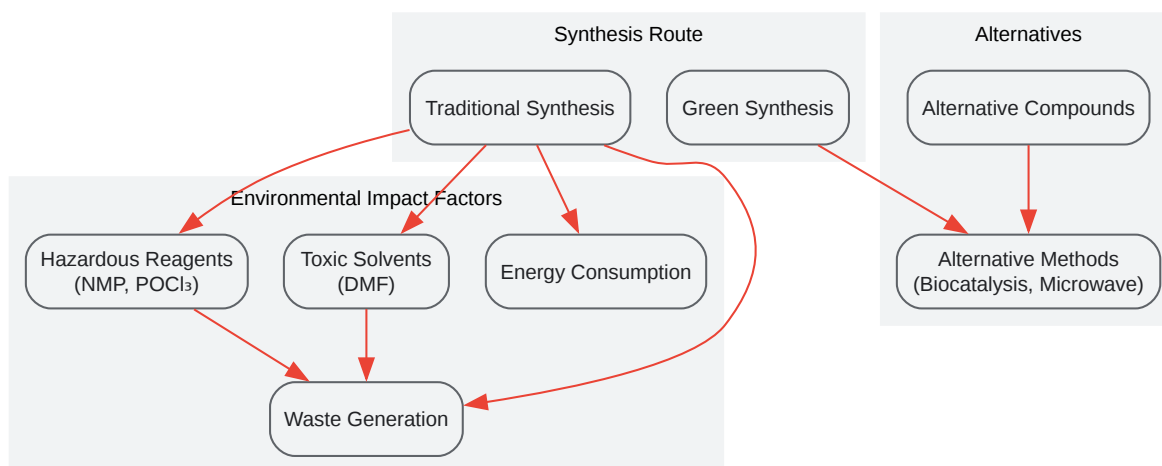 Synthesis Route
Alternatives
Traditional Synthesis
Green Synthesis
Alternative Compounds
Environmental Impact Factors
Hazardous Reagents
(NMP, POCl₃)
Toxic Solvents
(DMF)
Energy Consumption
Alternative Methods
(Biocatalysis, Microwave)
Waste Generation